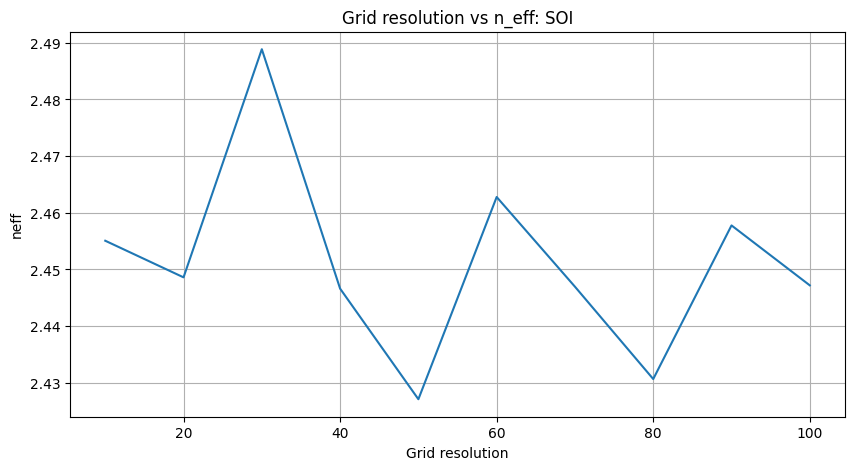 Grid resolution vs n_eff: SOI
2.49
2.48
2.47
2.46
2.45
2.44
2.43
neff
20 40 60 80 100
Grid resolution